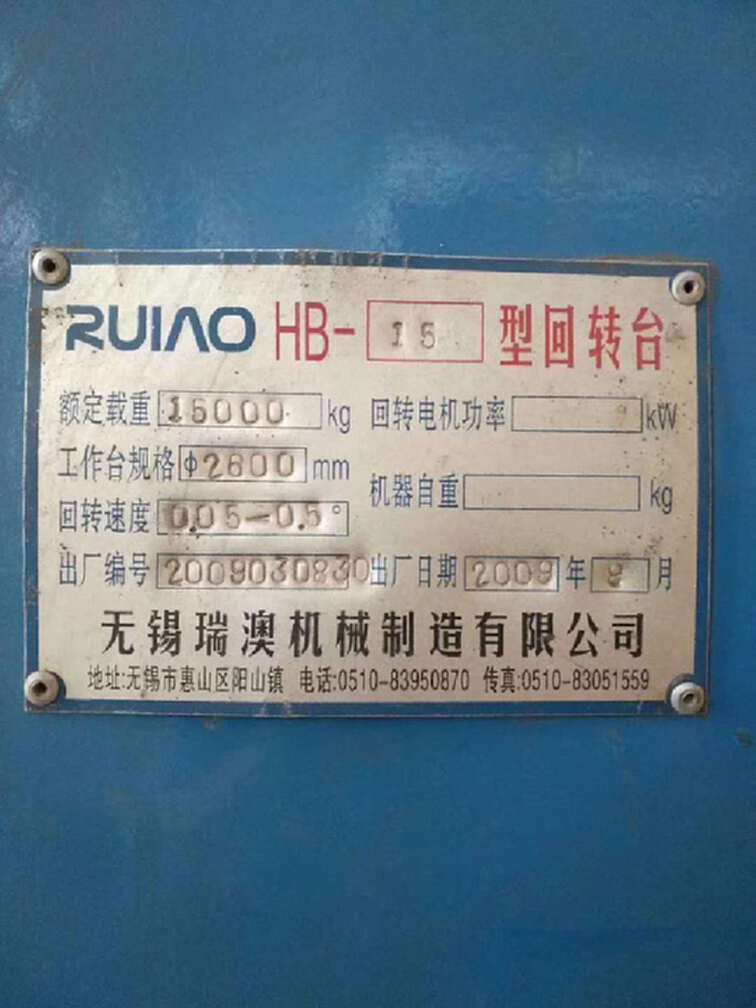 RUIAO HB-15型回转台
额定载重 15000 kg 回转电机功率 kW
工作台规格 φ2600 mm
机器自重 kg
回转速度 0.05-0.5°
出厂编号 2009030830 出厂日期 2009 年 9 月
无锡瑞澳机械制造有限公司
地址:无锡市惠山区阳山镇 电话:0510-83950870 传真:0510-83051559